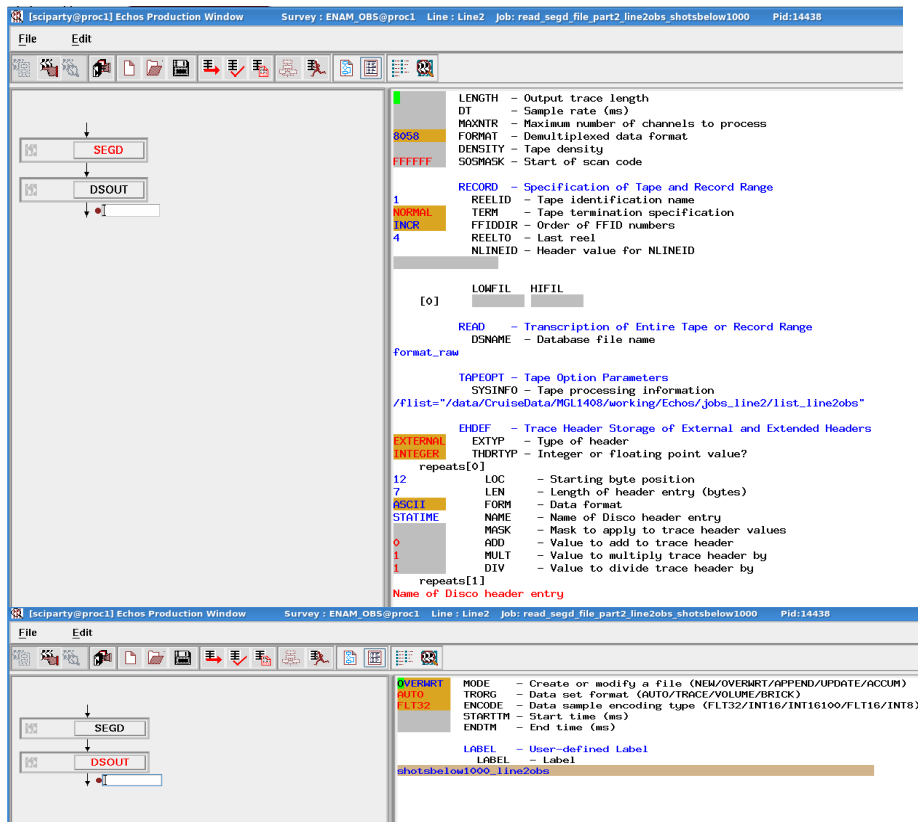 [sciparty@proc1] Echos Production Window Survey : ENAM_OBS@proc1 Line : Line2 Job: read_segd_file_part2_line2obs_shotsbelow1000 Pid:14438
File Edit
SEGD
DSOUT
LENGTH - Output trace length
DT - Sample rate (ms)
MAXNTR - Maximum number of channels to process
8058 FORMAT - Demultiplexed data format
DENSITY - Tape density
FFFFFF SOSMASK - Start of scan code
RECORD - Specification of Tape and Record Range
1 REELID - Tape identification name
NORMAL TERM - Tape termination specification
INCR FFIDDIR - Order of FFID numbers
4 REELTO - Last reel
NLINEID - Header value for NLINEID
LOWFIL HIFIL
[0]
READ - Transcription of Entire Tape or Record Range
DSNAME - Database file name
format_raw
TAPEOPT - Tape Option Parameters
SYSINFO - Tape processing information
/flist="/data/CruiseData/MGL1408/working/Echos/jobs_line2/list_line2obs"
EHDEF - Trace Header Storage of External and Extended Headers
EXTERNAL EXTYP - Type of header
INTEGER THDRTYP - Integer or floating point value?
repeats[0]
12 LOC - Starting byte position
7 LEN - Length of header entry (bytes)
ASCII FORM - Data format
STATIME NAME - Name of Disco header entry
MASK - Mask to apply to trace header values
0 ADD - Value to add to trace header
1 MULT - Value to multiply trace header by
1 DIV - Value to divide trace header by
repeats[1]
Name of Disco header entry
[sciparty@proc1] Echos Production Window Survey : ENAM_OBS@proc1 Line : Line2 Job: read_segd_file_part2_line2obs_shotsbelow1000 Pid:14438
File Edit
SEGD
DSOUT
OVERWRT MODE - Create or modify a file (NEW/OVERWRT/APPEND/UPDATE/ACCUM)
AUTO TRORG - Data set format (AUTO/TRACE/VOLUME/BRICK)
FLT32 ENCODE - Data sample encoding type (FLT32/INT16/INT16100/FLT16/INT8)
STARTTM - Start time (ms)
ENDTM - End time (ms)
LABEL - User-defined Label
LABEL - Label
shotsbelow1000_line2obs